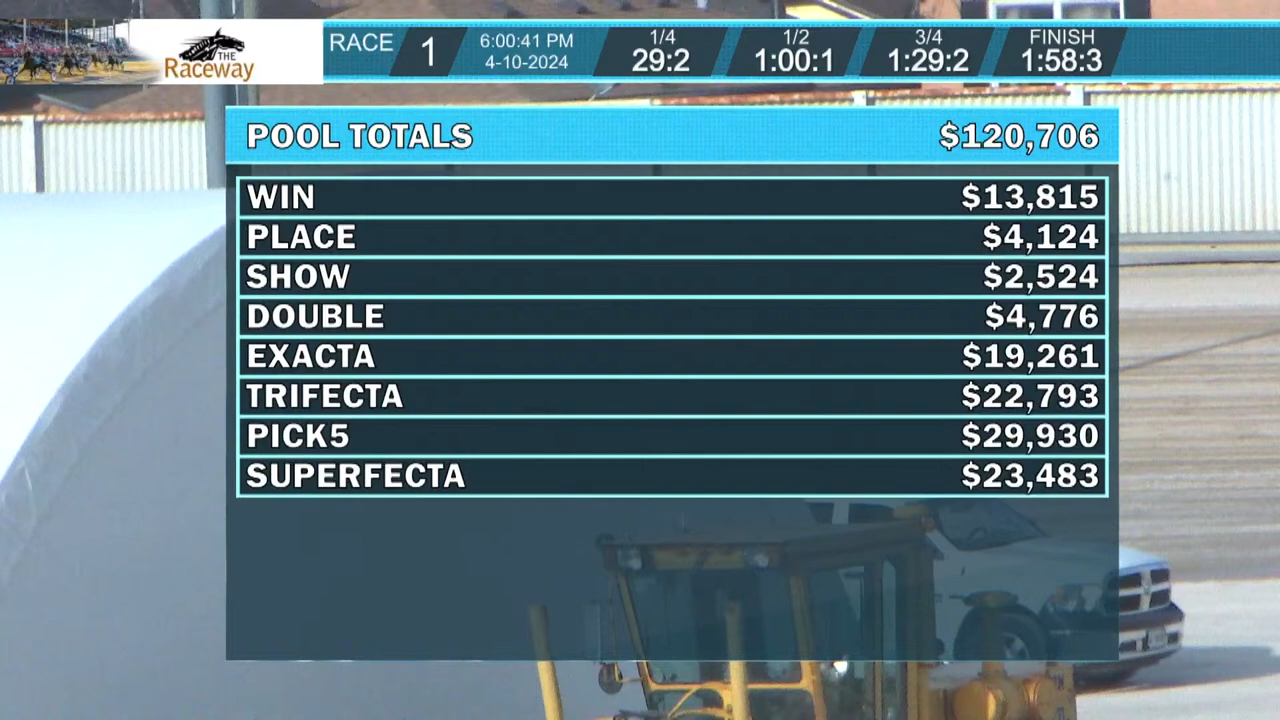 THE
Raceway
RACE 1
6:00:41 PM
4-10-2024
1/4
29:2
1/2
1:00:1
3/4
1:29:2
FINISH
1:58:3
POOL TOTALS $120,706
WIN $13,815
PLACE $4,124
SHOW $2,524
DOUBLE $4,776
EXACTA $19,261
TRIFECTA $22,793
PICK5 $29,930
SUPERFECTA $23,483